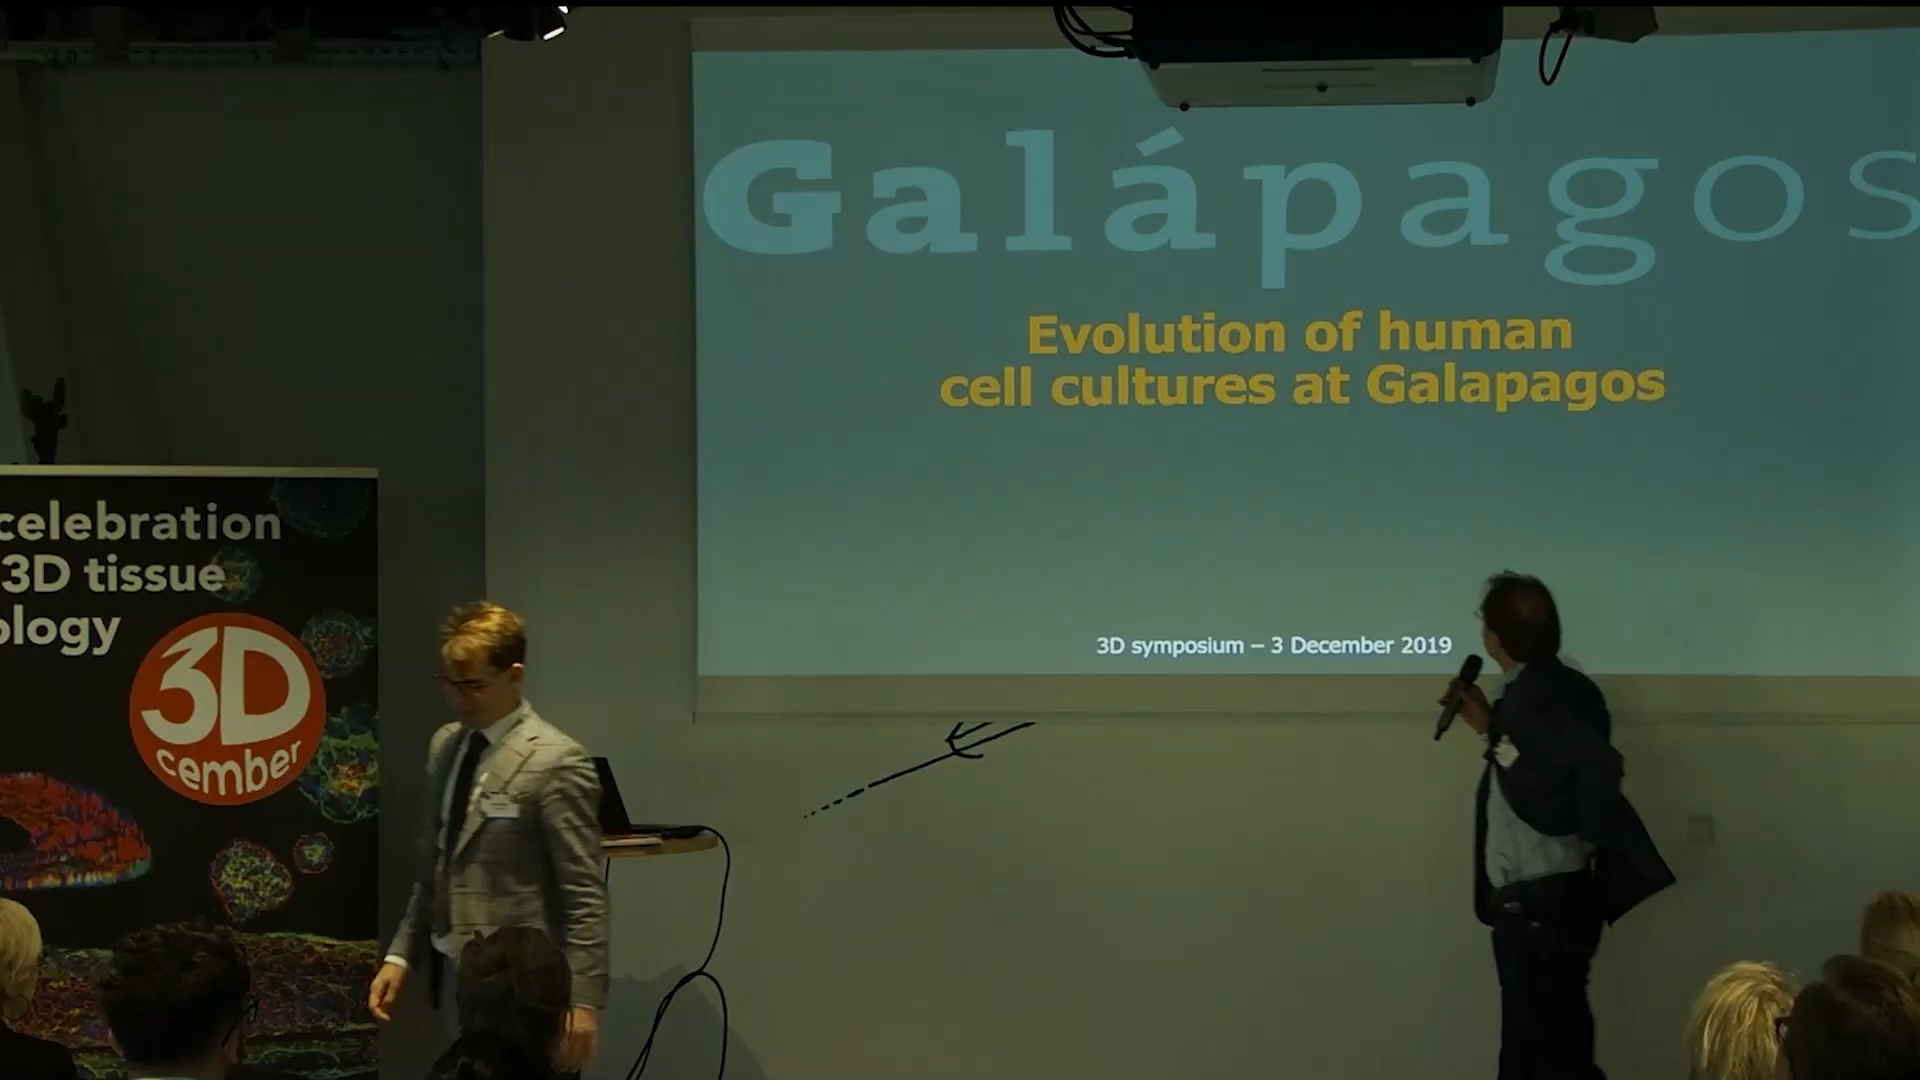 Galápagos
Evolution of human
cell cultures at Galapagos
3D symposium – 3 December 2019
celebration
3D tissue
ology
3D
cember